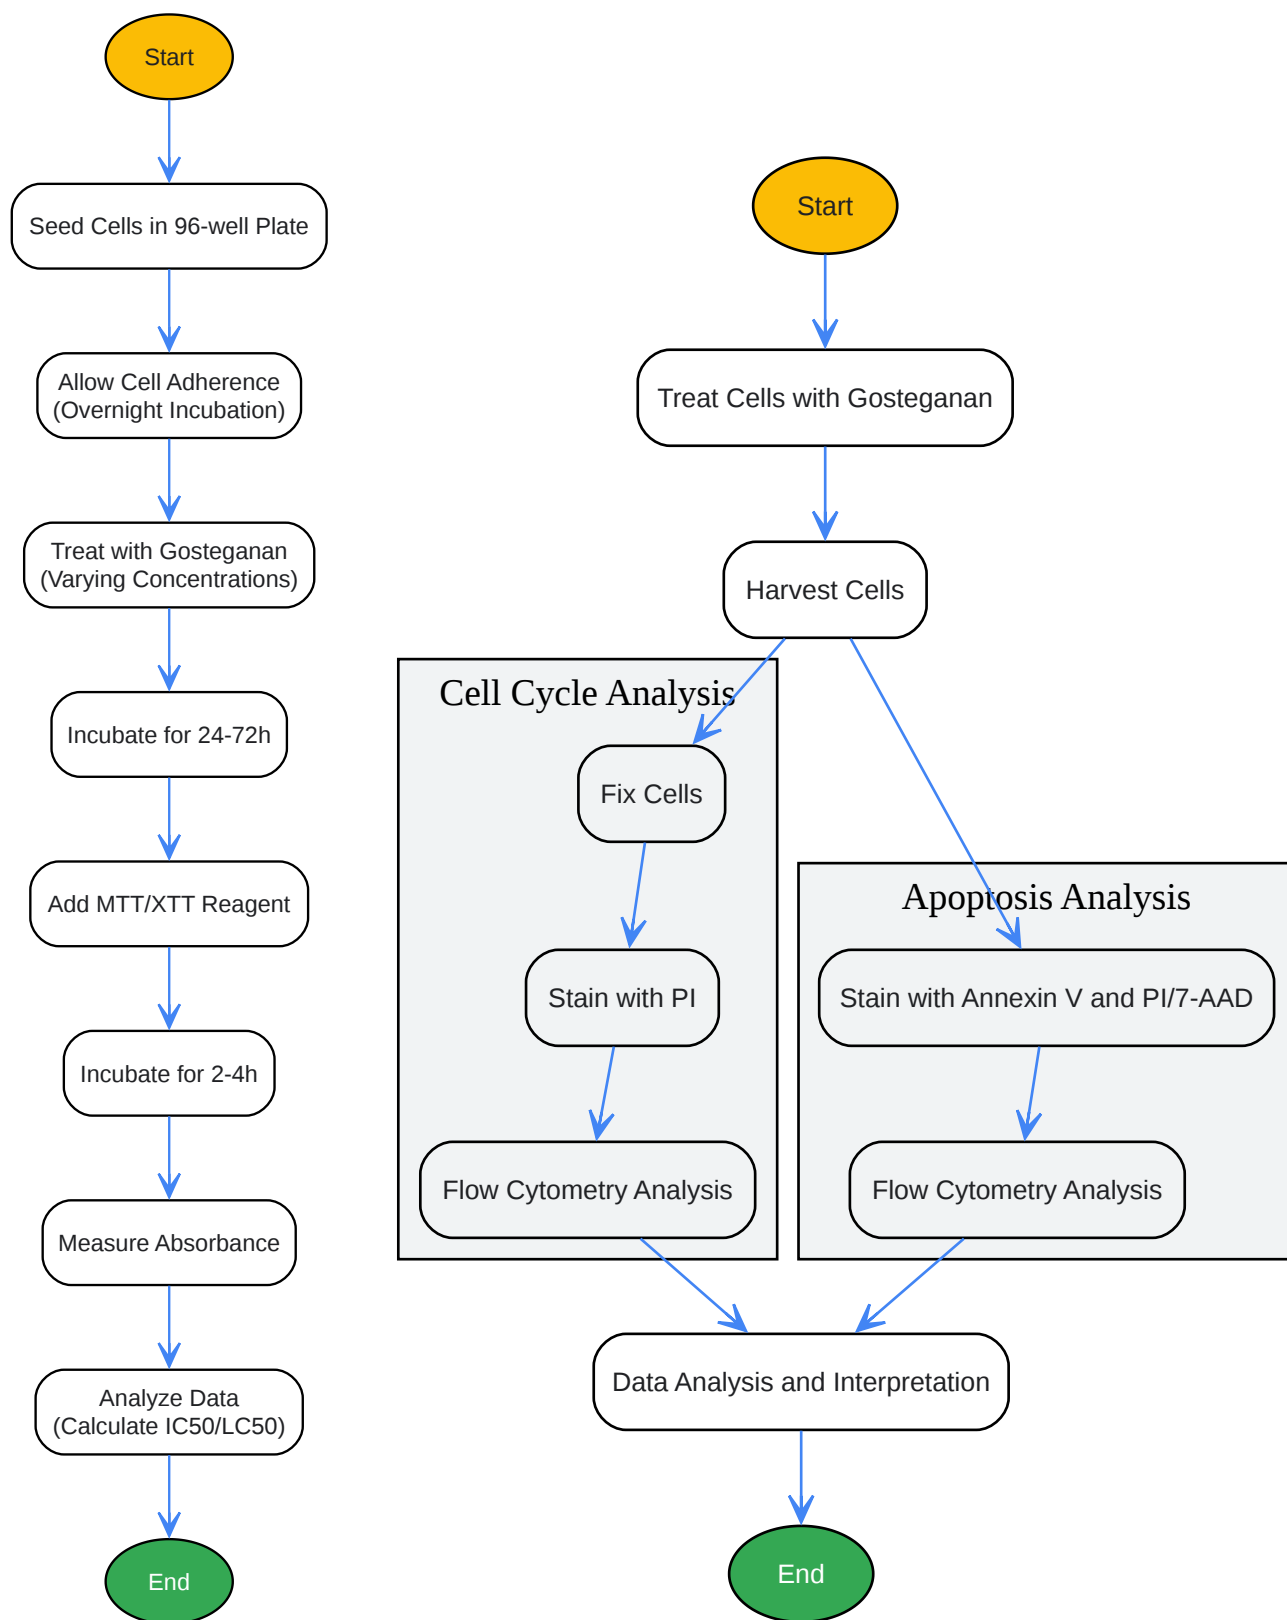 Start
Seed Cells in 96-well Plate
Allow Cell Adherence
(Overnight Incubation)
Treat with Gosteganan
(Varying Concentrations)
Incubate for 24-72h
Add MTT/XTT Reagent
Incubate for 2-4h
Measure Absorbance
Analyze Data
(Calculate IC50/LC50)
End
Start
Treat Cells with Gosteganan
Harvest Cells
Cell Cycle Analysis
Fix Cells
Stain with PI
Flow Cytometry Analysis
Apoptosis Analysis
Stain with Annexin V and PI/7-AAD
Flow Cytometry Analysis
Data Analysis and Interpretation
End